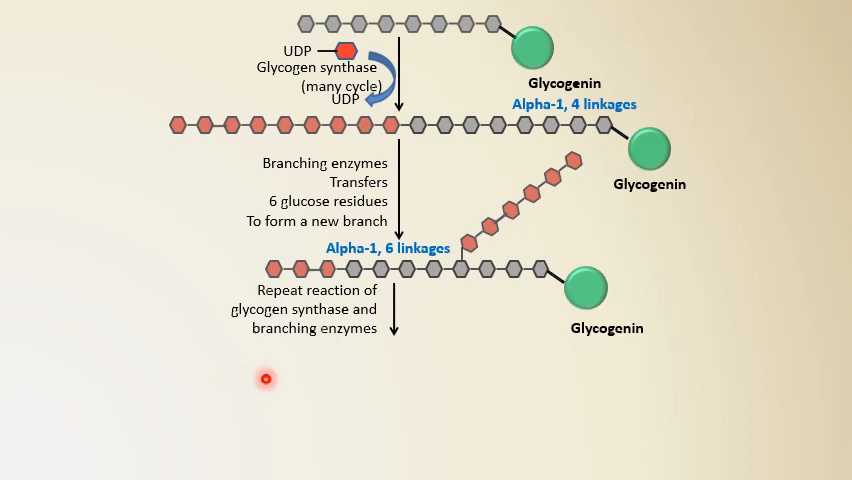 UDP
Glycogen synthase
(many cycle)
UDP
Glycogenin
Alpha-1, 4 linkages
Branching enzymes
Transfers
6 glucose residues
To form a new branch
Glycogenin
Alpha-1, 6 linkages
Repeat reaction of
glycogen synthase and
branching enzymes
Glycogenin